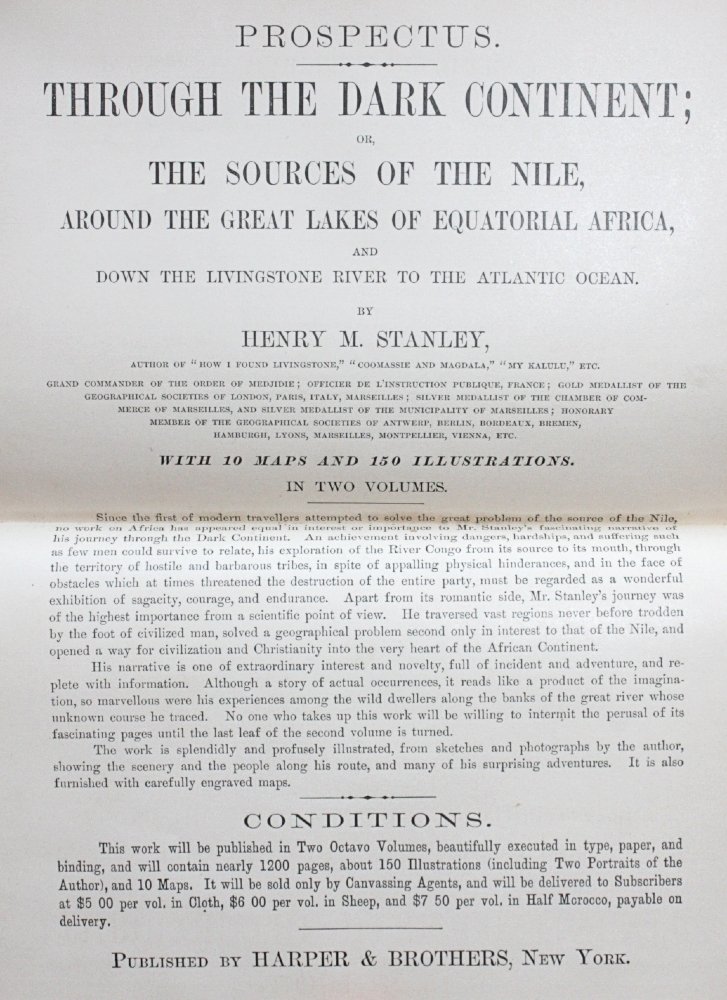 PROSPECTUS.
THROUGH THE DARK CONTINENT;
OR,
THE SOURCES OF THE NILE,
AROUND THE GREAT LAKES OF EQUATORIAL AFRICA,
AND
DOWN THE LIVINGSTONE RIVER TO THE ATLANTIC OCEAN.
BY
HENRY M. STANLEY,
AUTHOR OF "HOW I FOUND LIVINGSTONE," "COOMASSIE AND MAGDALA," "MY KALULU," ETC.
GRAND COMMANDER OF THE ORDER OF MEDJIDIE; OFFICIER DE L'INSTRUCTION PUBLIQUE, FRANCE; GOLD MEDALLIST OF THE
GEOGRAPHICAL SOCIETIES OF LONDON, PARIS, ITALY, MARSEILLES; SILVER MEDALLIST OF THE CHAMBER OF COM-
MERCE OF MARSEILLES, AND SILVER MEDALLIST OF THE MUNICIPALITY OF MARSEILLES; HONORARY
MEMBER OF THE GEOGRAPHICAL SOCIETIES OF ANTWERP, BERLIN, BORDEAUX, BREMEN,
HAMBURGH, LYONS, MARSEILLES, MONTPELLIER, VIENNA, ETC.
WITH 10 MAPS AND 150 ILLUSTRATIONS.
IN TWO VOLUMES.
Since the first of modern travellers attempted to solve the great problem of the source of the Nile,
no work on Africa has appeared equal in interest or importance to Mr. Stanley's fascinating narrative of
his journey through the Dark Continent. An achievement involving dangers, hardships, and suffering such
as few men could survive to relate, his exploration of the River Congo from its source to its mouth, through
the territory of hostile and barbarous tribes, in spite of appalling physical hinderances, and in the face of
obstacles which at times threatened the destruction of the entire party, must be regarded as a wonderful
exhibition of sagacity, courage, and endurance. Apart from its romantic side, Mr. Stanley's journey was
of the highest importance from a scientific point of view. He traversed vast regions never before trodden
by the foot of civilized man, solved a geographical problem second only in interest to that of the Nile, and
opened a way for civilization and Christianity into the very heart of the African Continent.
His narrative is one of extraordinary interest and novelty, full of incident and adventure, and re-
plete with information. Although a story of actual occurrences, it reads like a product of the imagina-
tion, so marvellous were his experiences among the wild dwellers along the banks of the great river whose
unknown course he traced. No one who takes up this work will be willing to intermit the perusal of its
fascinating pages until the last leaf of the second volume is turned.
The work is splendidly and profusely illustrated, from sketches and photographs by the author,
showing the scenery and the people along his route, and many of his surprising adventures. It is also
furnished with carefully engraved maps.
CONDITIONS.
This work will be published in Two Octavo Volumes, beautifully executed in type, paper, and
binding, and will contain nearly 1200 pages, about 150 Illustrations (including Two Portraits of the
Author), and 10 Maps. It will be sold only by Canvassing Agents, and will be delivered to Subscribers
at $5 00 per vol. in Cloth, $6 00 per vol. in Sheep, and $7 50 per vol. in Half Morocco, payable on
delivery.
PUBLISHED BY HARPER & BROTHERS, NEW YORK.